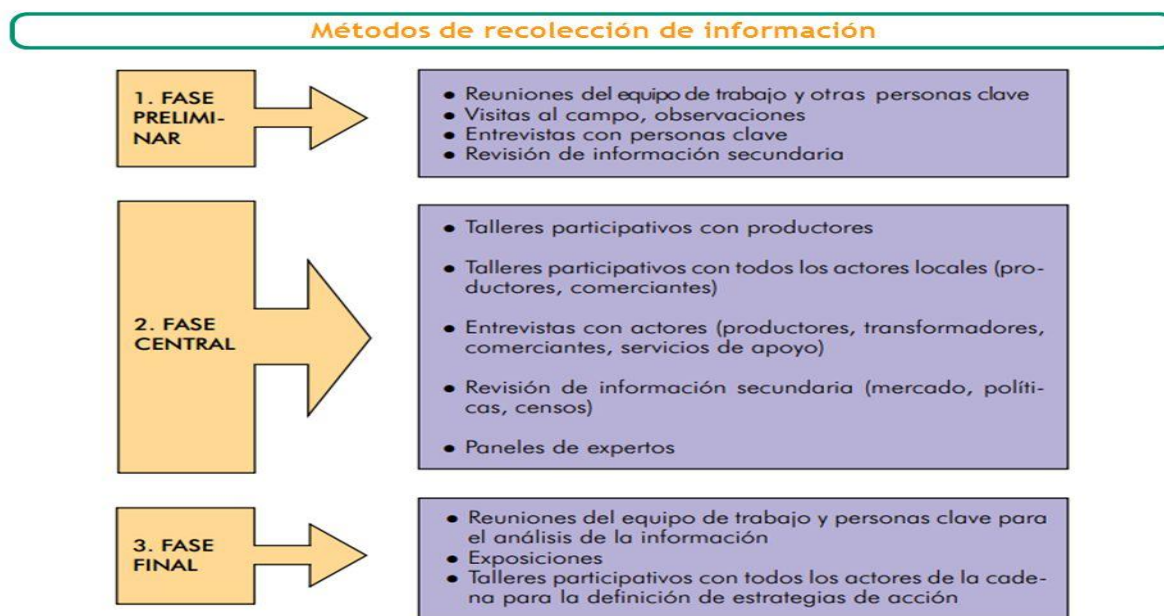 Métodos de recolección de información
1. FASE
PRELIMI-
NAR
● Reuniones del equipo de trabajo y otras personas clave
● Visitas al campo, observaciones
● Entrevistas con personas clave
● Revisión de información secundaria
2. FASE
CENTRAL
● Talleres participativos con productores
● Talleres participativos con todos los actores locales (pro-
ductores, comerciantes)
● Entrevistas con actores (productores, transformadores,
comerciantes, servicios de apoyo)
● Revisión de información secundaria (mercado, políti-
cas, censos)
● Paneles de expertos
3. FASE
FINAL
● Reuniones del equipo de trabajo y personas clave para
el análisis de la información
● Exposiciones
● Talleres participativos con todos los actores de la cade-
na para la definición de estrategias de acción